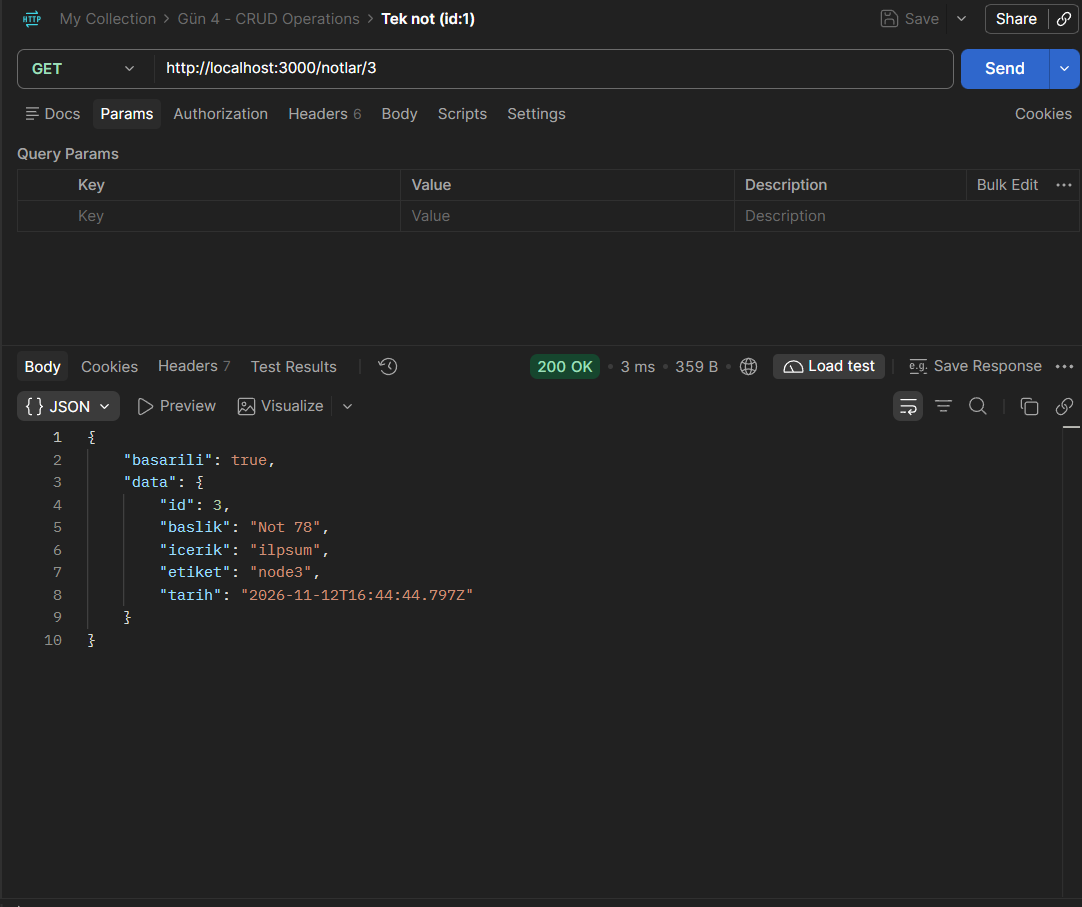 HTTP My Collection > Gün 4 - CRUD Operations > Tek not (id:1) Save Share
GET http://localhost:3000/notlar/3 Send
Docs Params Authorization Headers 6 Body Scripts Settings Cookies
Query Params
Key Value Description Bulk Edit
Key Value Description
Body Cookies Headers 7 Test Results 200 OK • 3 ms • 359 B • Load test e.g. Save Response
{ } JSON Preview Visualize
1 {
2 "basarili": true,
3 "data": {
4 "id": 3,
5 "baslik": "Not 78",
6 "icerik": "ilpsum",
7 "etiket": "node3",
8 "tarih": "2026-11-12T16:44:44.797Z"
9 }
10 }